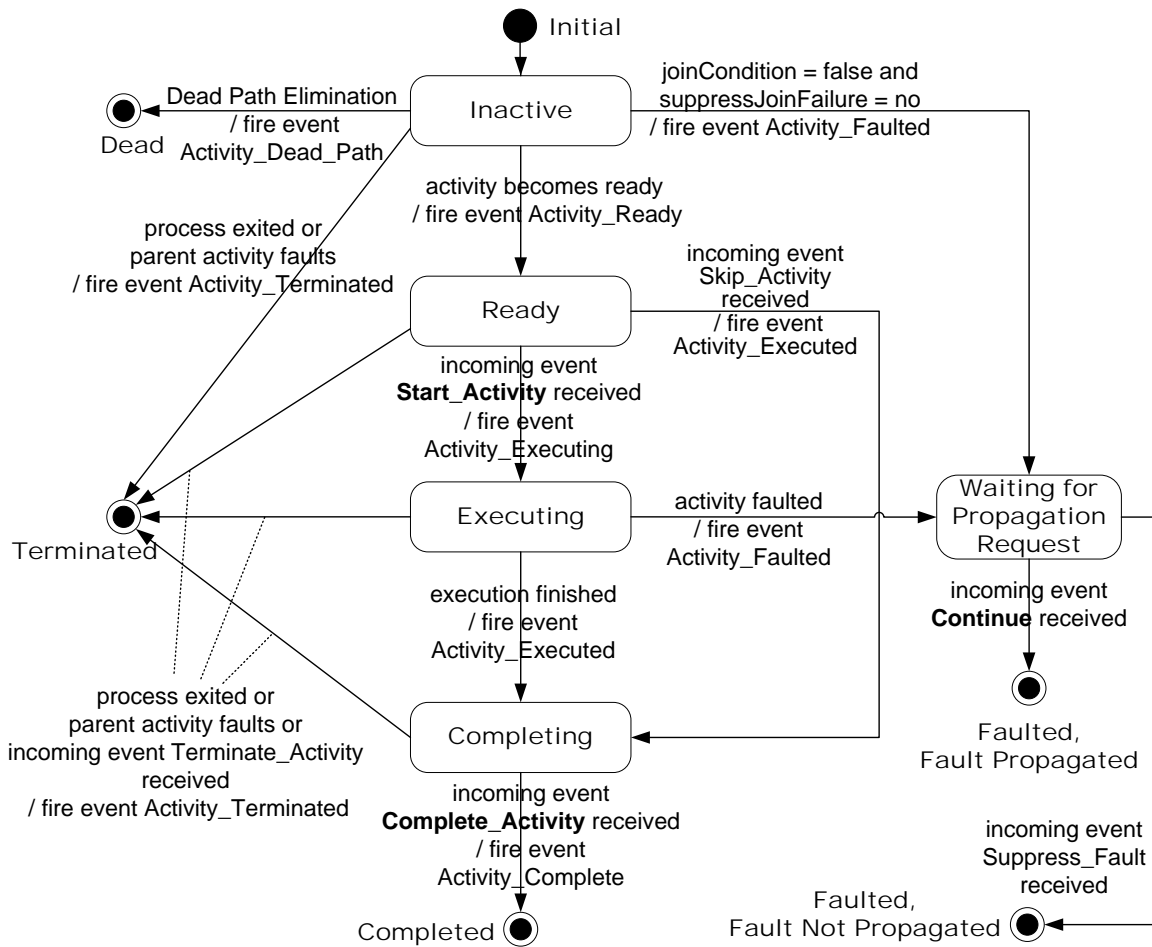 Initial
Inactive
joinCondition = false and
suppressJoinFailure = no
/ fire event Activity_Faulted
Dead Path Elimination
/ fire event
Activity_Dead_Path
Dead
activity becomes ready
/ fire event Activity_Ready
process exited or
parent activity faults
/ fire event Activity_Terminated
Ready
incoming event
Skip_Activity
received
/ fire event
Activity_Executed
incoming event
Start_Activity received
/ fire event
Activity_Executing
Terminated
Executing
activity faulted
/ fire event
Activity_Faulted
Waiting for
Propagation
Request
execution finished
/ fire event
Activity_Executed
incoming event
Continue received
process exited or
parent activity faults or
incoming event Terminate_Activity
received
/ fire event Activity_Terminated
Completing
Faulted,
Fault Propagated
incoming event
Complete_Activity received
/ fire event
Activity_Complete
Completed
incoming event
Suppress_Fault
received
Faulted,
Fault Not Propagated